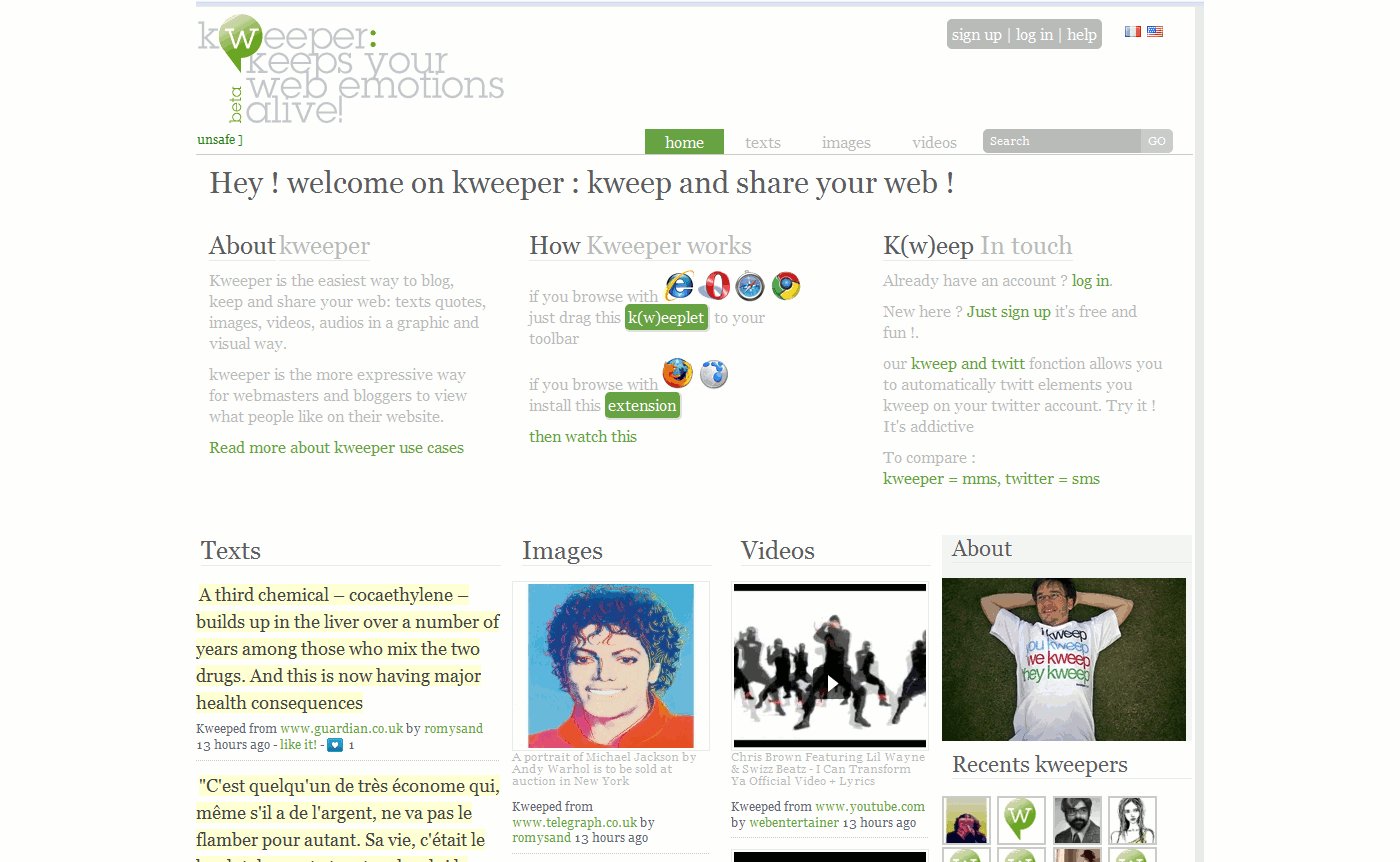 kweeper:
keeps your
web emotions
beta alive!
sign up | log in | help
unsafe ]
home texts images videos Search GO
Hey ! welcome on kweeper : kweep and share your web !
About kweeper
Kweeper is the easiest way to blog,
keep and share your web: texts quotes,
images, videos, audios in a graphic and
visual way.
kweeper is the more expressive way
for webmasters and bloggers to view
what people like on their website.
Read more about kweeper use cases
How Kweeper works
if you browse with
just drag this k(w)eeplet to your
toolbar
if you browse with
install this extension
then watch this
K(w)eep In touch
Already have an account ? log in.
New here ? Just sign up it's free and
fun !.
our kweep and twitt fonction allows you
to automatically twitt elements you
kweep on your twitter account. Try it !
It's addictive
To compare :
kweeper = mms, twitter = sms
Texts
A third chemical – cocaethylene –
builds up in the liver over a number of
years among those who mix the two
drugs. And this is now having major
health consequences
Kweeped from www.guardian.co.uk by romysand
13 hours ago - like it! - 1
"C'est quelqu'un de très économe qui,
même s'il a de l'argent, ne va pas le
flamber pour autant. Sa vie, c'était le
Images
A portrait of Michael Jackson by
Andy Warhol is to be sold at
auction in New York
Kweeped from
www.telegraph.co.uk by
romysand 13 hours ago
Videos
Chris Brown Featuring Lil Wayne
& Swizz Beatz - I Can Transform
Ya Official Video + Lyrics
Kweeped from www.youtube.com
by webentertainer 13 hours ago
About
i kweep
you kweep
we kweep
they kweep
Recents kweepers